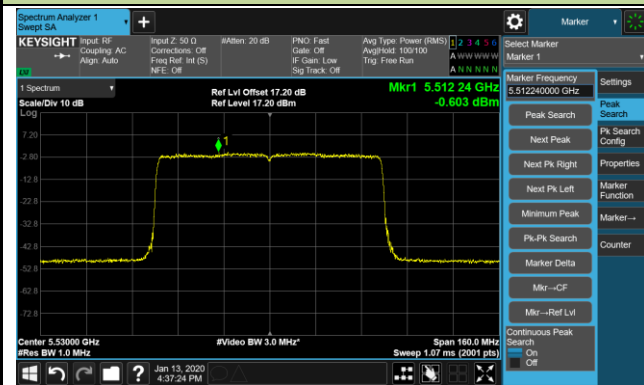 Spectrum Analyzer 1
Swept SA
Marker
KEYSIGHT
Input: RF
Coupling: AC
Align: Auto
Input Z: 50 Ω
Corrections: Off
Freq Ref: Int (S)
NFE: Off
#Atten: 20 dB
PNO: Fast
Gate: Off
IF Gain: Low
Sig Track: Off
Avg Type: Power (RMS)
Avg|Hold: 100/100
Trig: Free Run
1 2 3 4 5 6
A W W W W W
A N N N N N
Select Marker
Marker 1
1 Spectrum
Scale/Div 10 dB
Log
Ref Lvl Offset 17.20 dB
Ref Level 17.20 dBm
Mkr1 5.512 24 GHz
-0.603 dBm
7.20
-2.80
-12.8
-22.8
-32.8
-42.8
-52.8
-62.8
-72.8
1
Center 5.53000 GHz
#Res BW 1.0 MHz
#Video BW 3.0 MHz*
Span 160.0 MHz
Sweep 1.07 ms (2001 pts)
Marker Frequency
5.512240000 GHz
Peak Search
Next Peak
Next Pk Right
Next Pk Left
Minimum Peak
Pk-Pk Search
Marker Delta
Mkr→CF
Mkr→Ref Lvl
Continuous Peak
Search
On
Off
Settings
Peak
Search
Pk Search
Config
Properties
Marker
Function
Marker→
Counter
Jan 13, 2020
4:37:24 PM